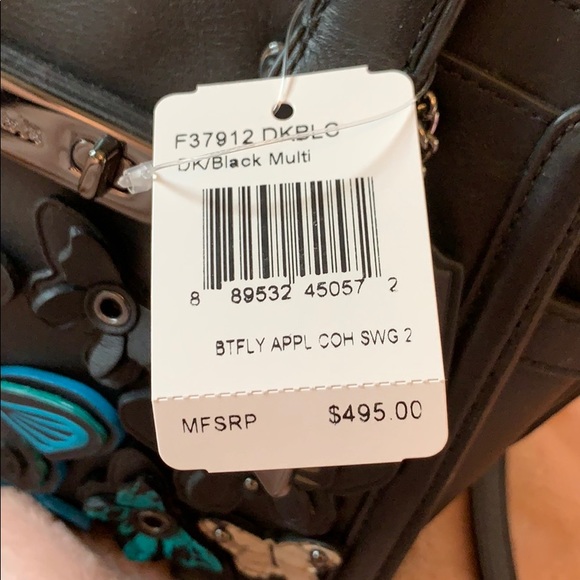 F37912 DKBLC
DK/Black Multi
8 89532 45057 2
BTFLY APPL COH SWG 2
MFSRP $495.00